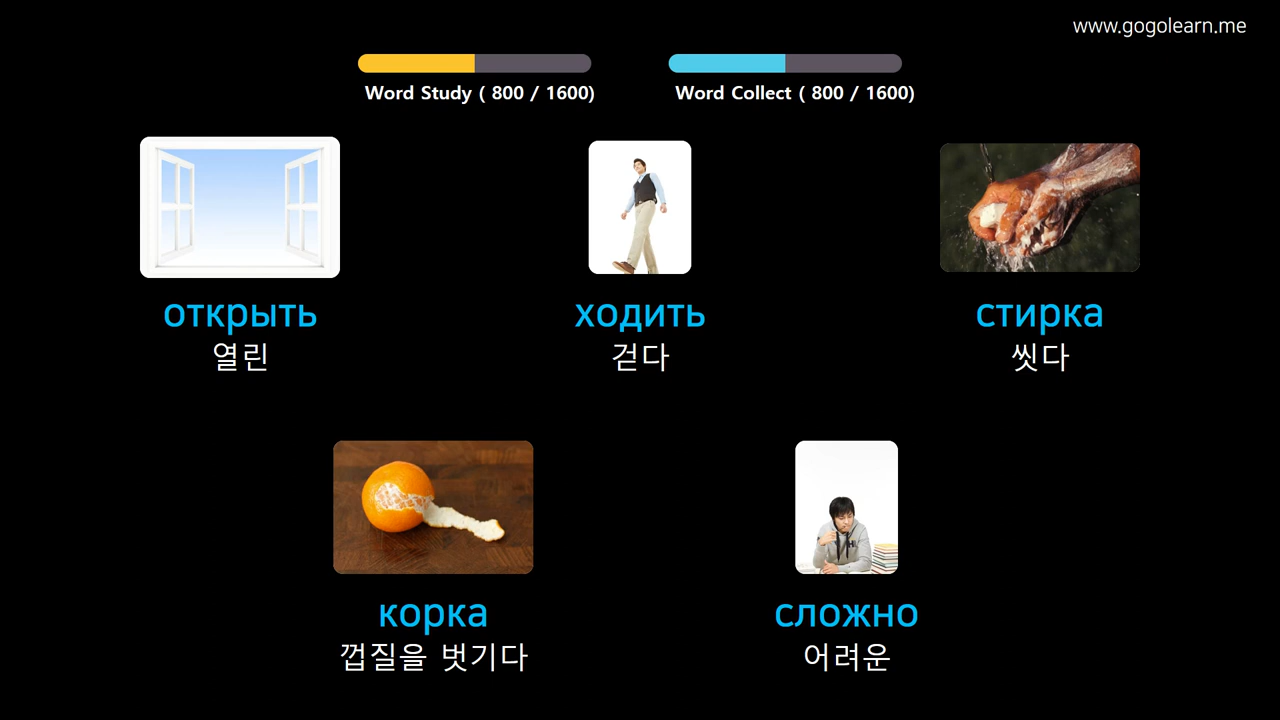 www.gogolearn.me
Word Study ( 800 / 1600)
Word Collect ( 800 / 1600)
открыть
열린
ходить
걷다
стирка
씻다
корка
껍질을 벗기다
сложно
어려운